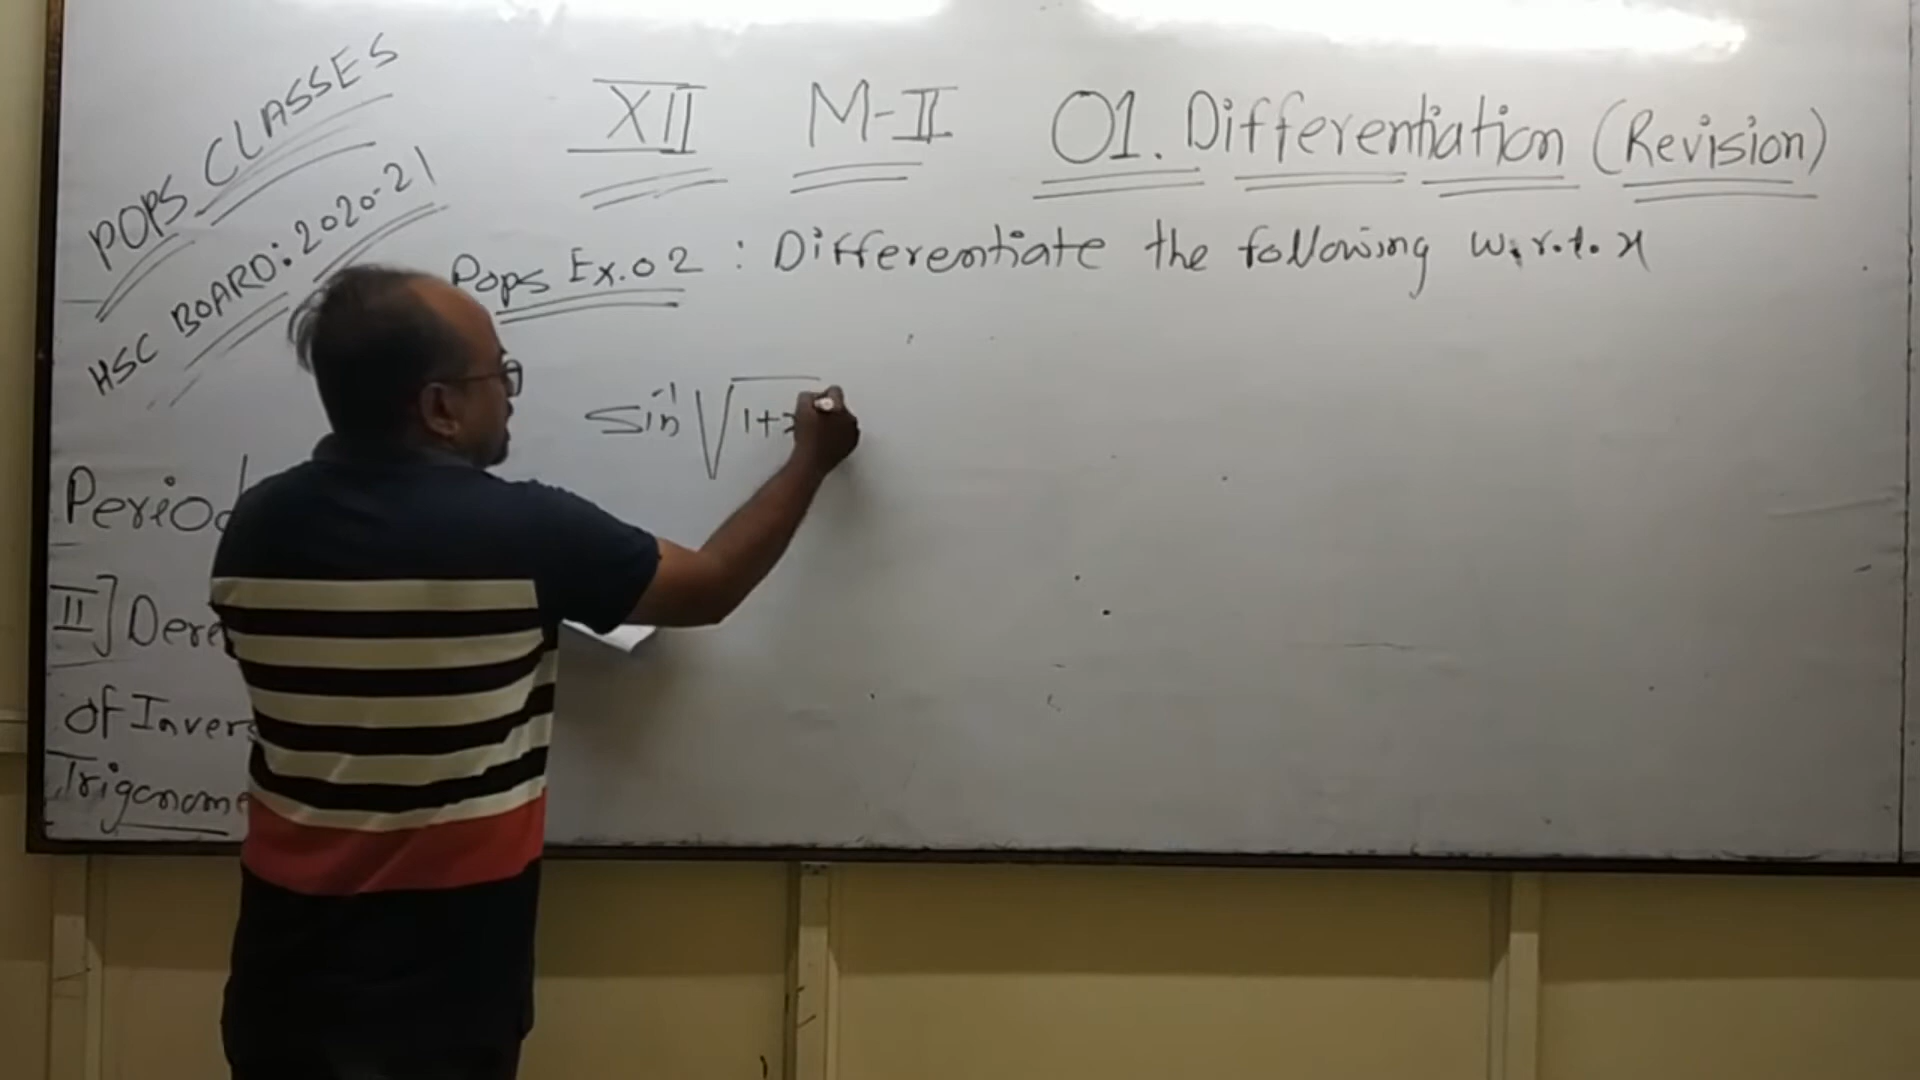 POPS CLASSES
HSC BOARD: 2020-21
XII M-II 01. Differentiation (Revision)
Pops Ex.02 : Differentiate the following w.r.t. x
sin⁻¹ √1+
Period
II] Dere
of Invers
Trigonome